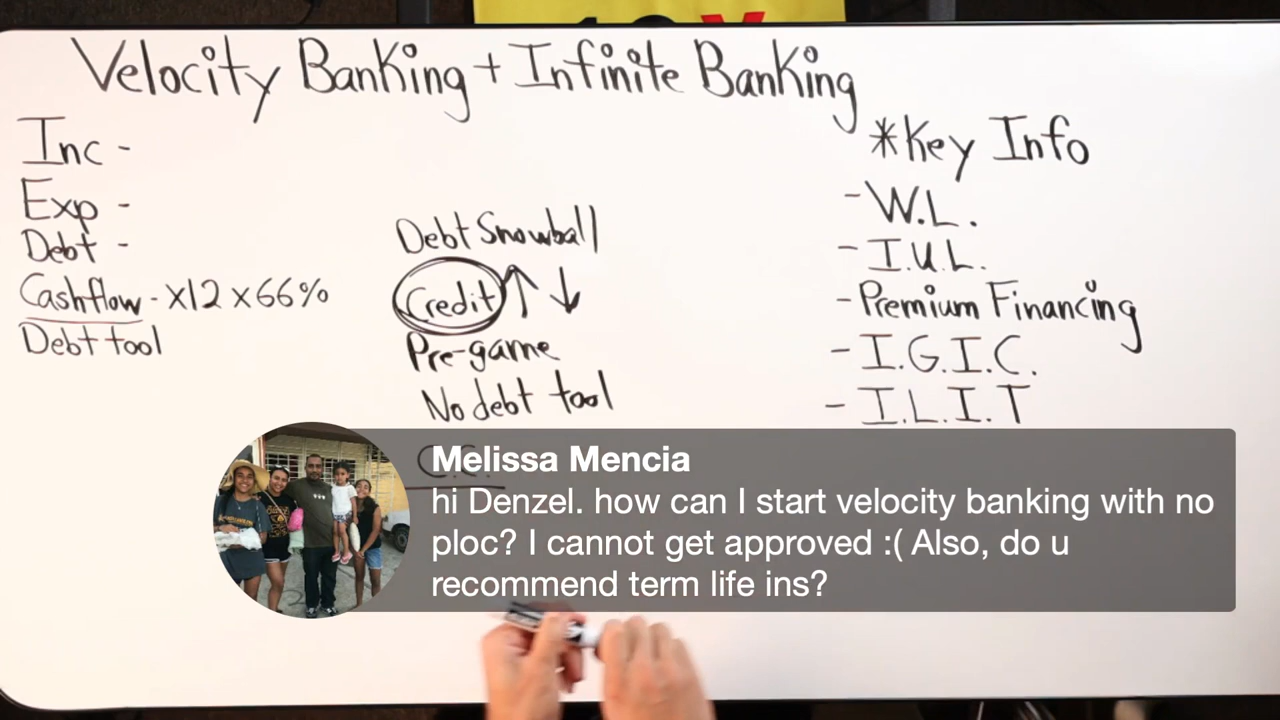 Velocity Banking + Infinite Banking
Inc -
Exp -
Debt -
Cashflow - x12 x 66%
Debt tool
Debt Snowball
Credit ↑ ↓
Pre-game
No debt tool
C.C.
*Key Info
- W.L.
- I.U.L.
- Premium Financing
- I.G.I.C.
- I.L.I.T
Melissa Mencia
hi Denzel. how can I start velocity banking with no
ploc? I cannot get approved :( Also, do u
recommend term life ins?